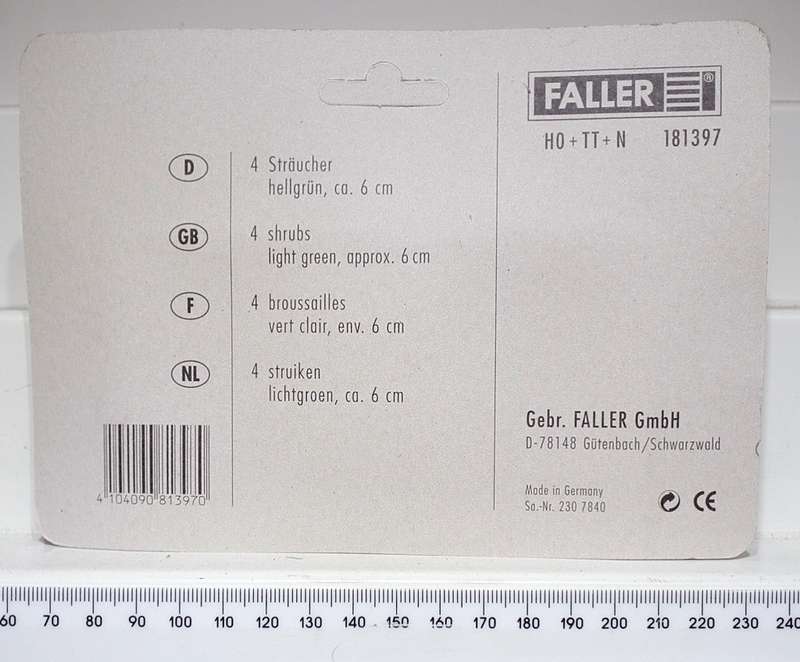 FALLER ®
H0 + TT + N 181397
D 4 Sträucher
hellgrün, ca. 6 cm
GB 4 shrubs
light green, approx. 6 cm
F 4 broussailles
vert clair, env. 6 cm
NL 4 struiken
lichtgroen, ca. 6 cm
4 104090 813970
Gebr. FALLER GmbH
D-78148 Gütenbach/Schwarzwald
Made in Germany
Sa.-Nr. 230 7840
CE
60 70 80 90 100 110 120 130 140 150 160 170 180 190 200 210 220 230 240